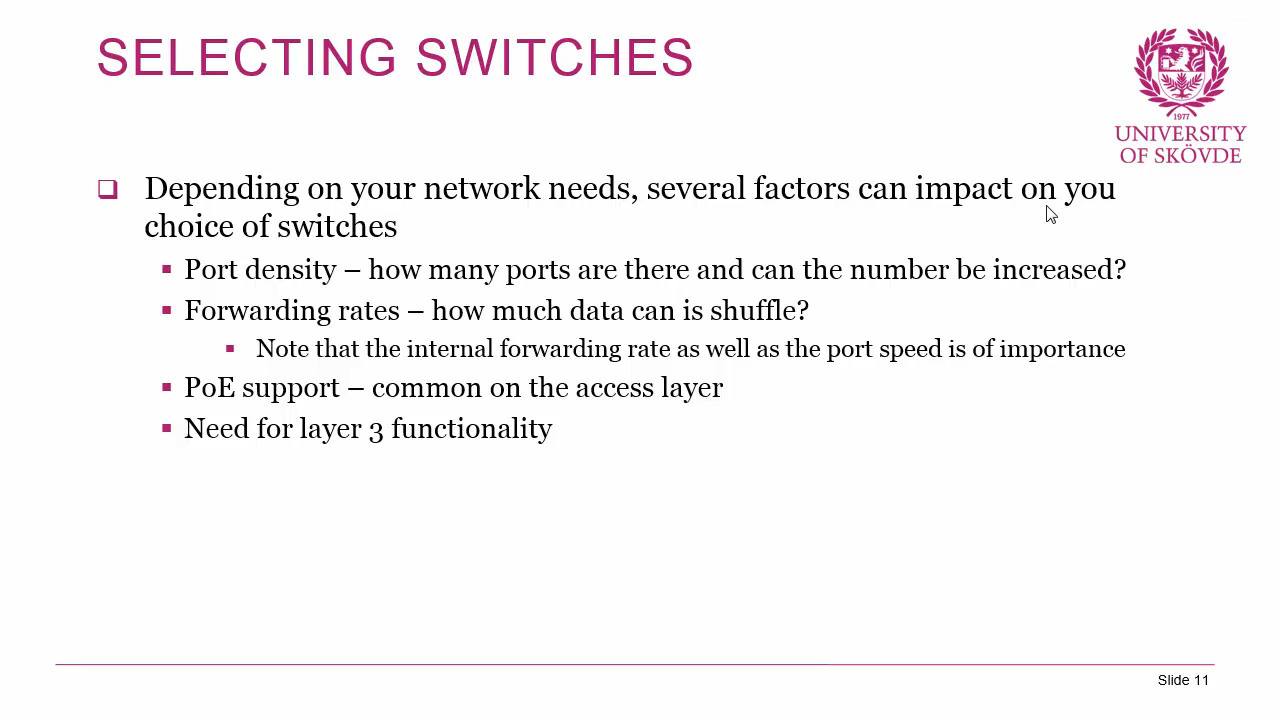 SELECTING SWITCHES
1977
UNIVERSITY
OF SKÖVDE
Depending on your network needs, several factors can impact on you
choice of switches
Port density – how many ports are there and can the number be increased?
Forwarding rates – how much data can is shuffle?
Note that the internal forwarding rate as well as the port speed is of importance
PoE support – common on the access layer
Need for layer 3 functionality
Slide 11